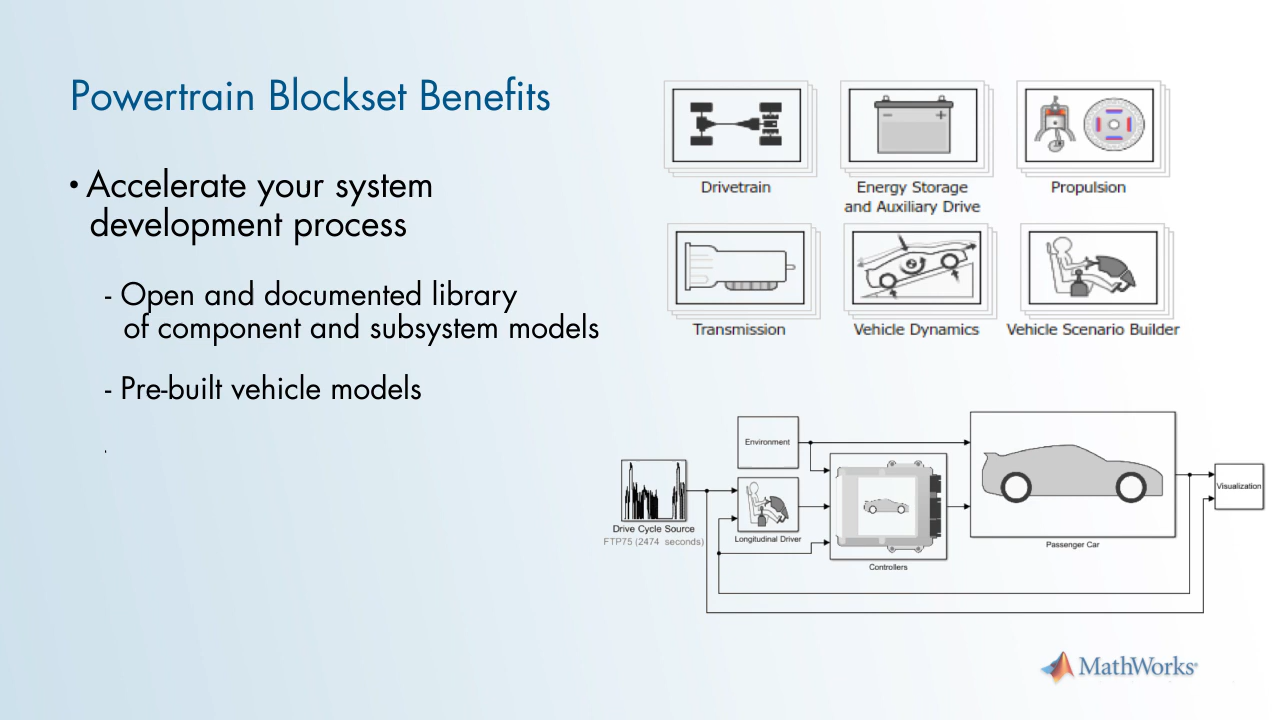 Powertrain Blockset Benefits
• Accelerate your system
development process
- Open and documented library
of component and subsystem models
- Pre-built vehicle models
Drivetrain
Energy Storage
and Auxiliary Drive
Propulsion
Transmission
Vehicle Dynamics
Vehicle Scenario Builder
Drive Cycle Source
FTP75 (2474 seconds)
Environment
Longitudinal Driver
Controllers
Passenger Car
Visualization
MathWorks®